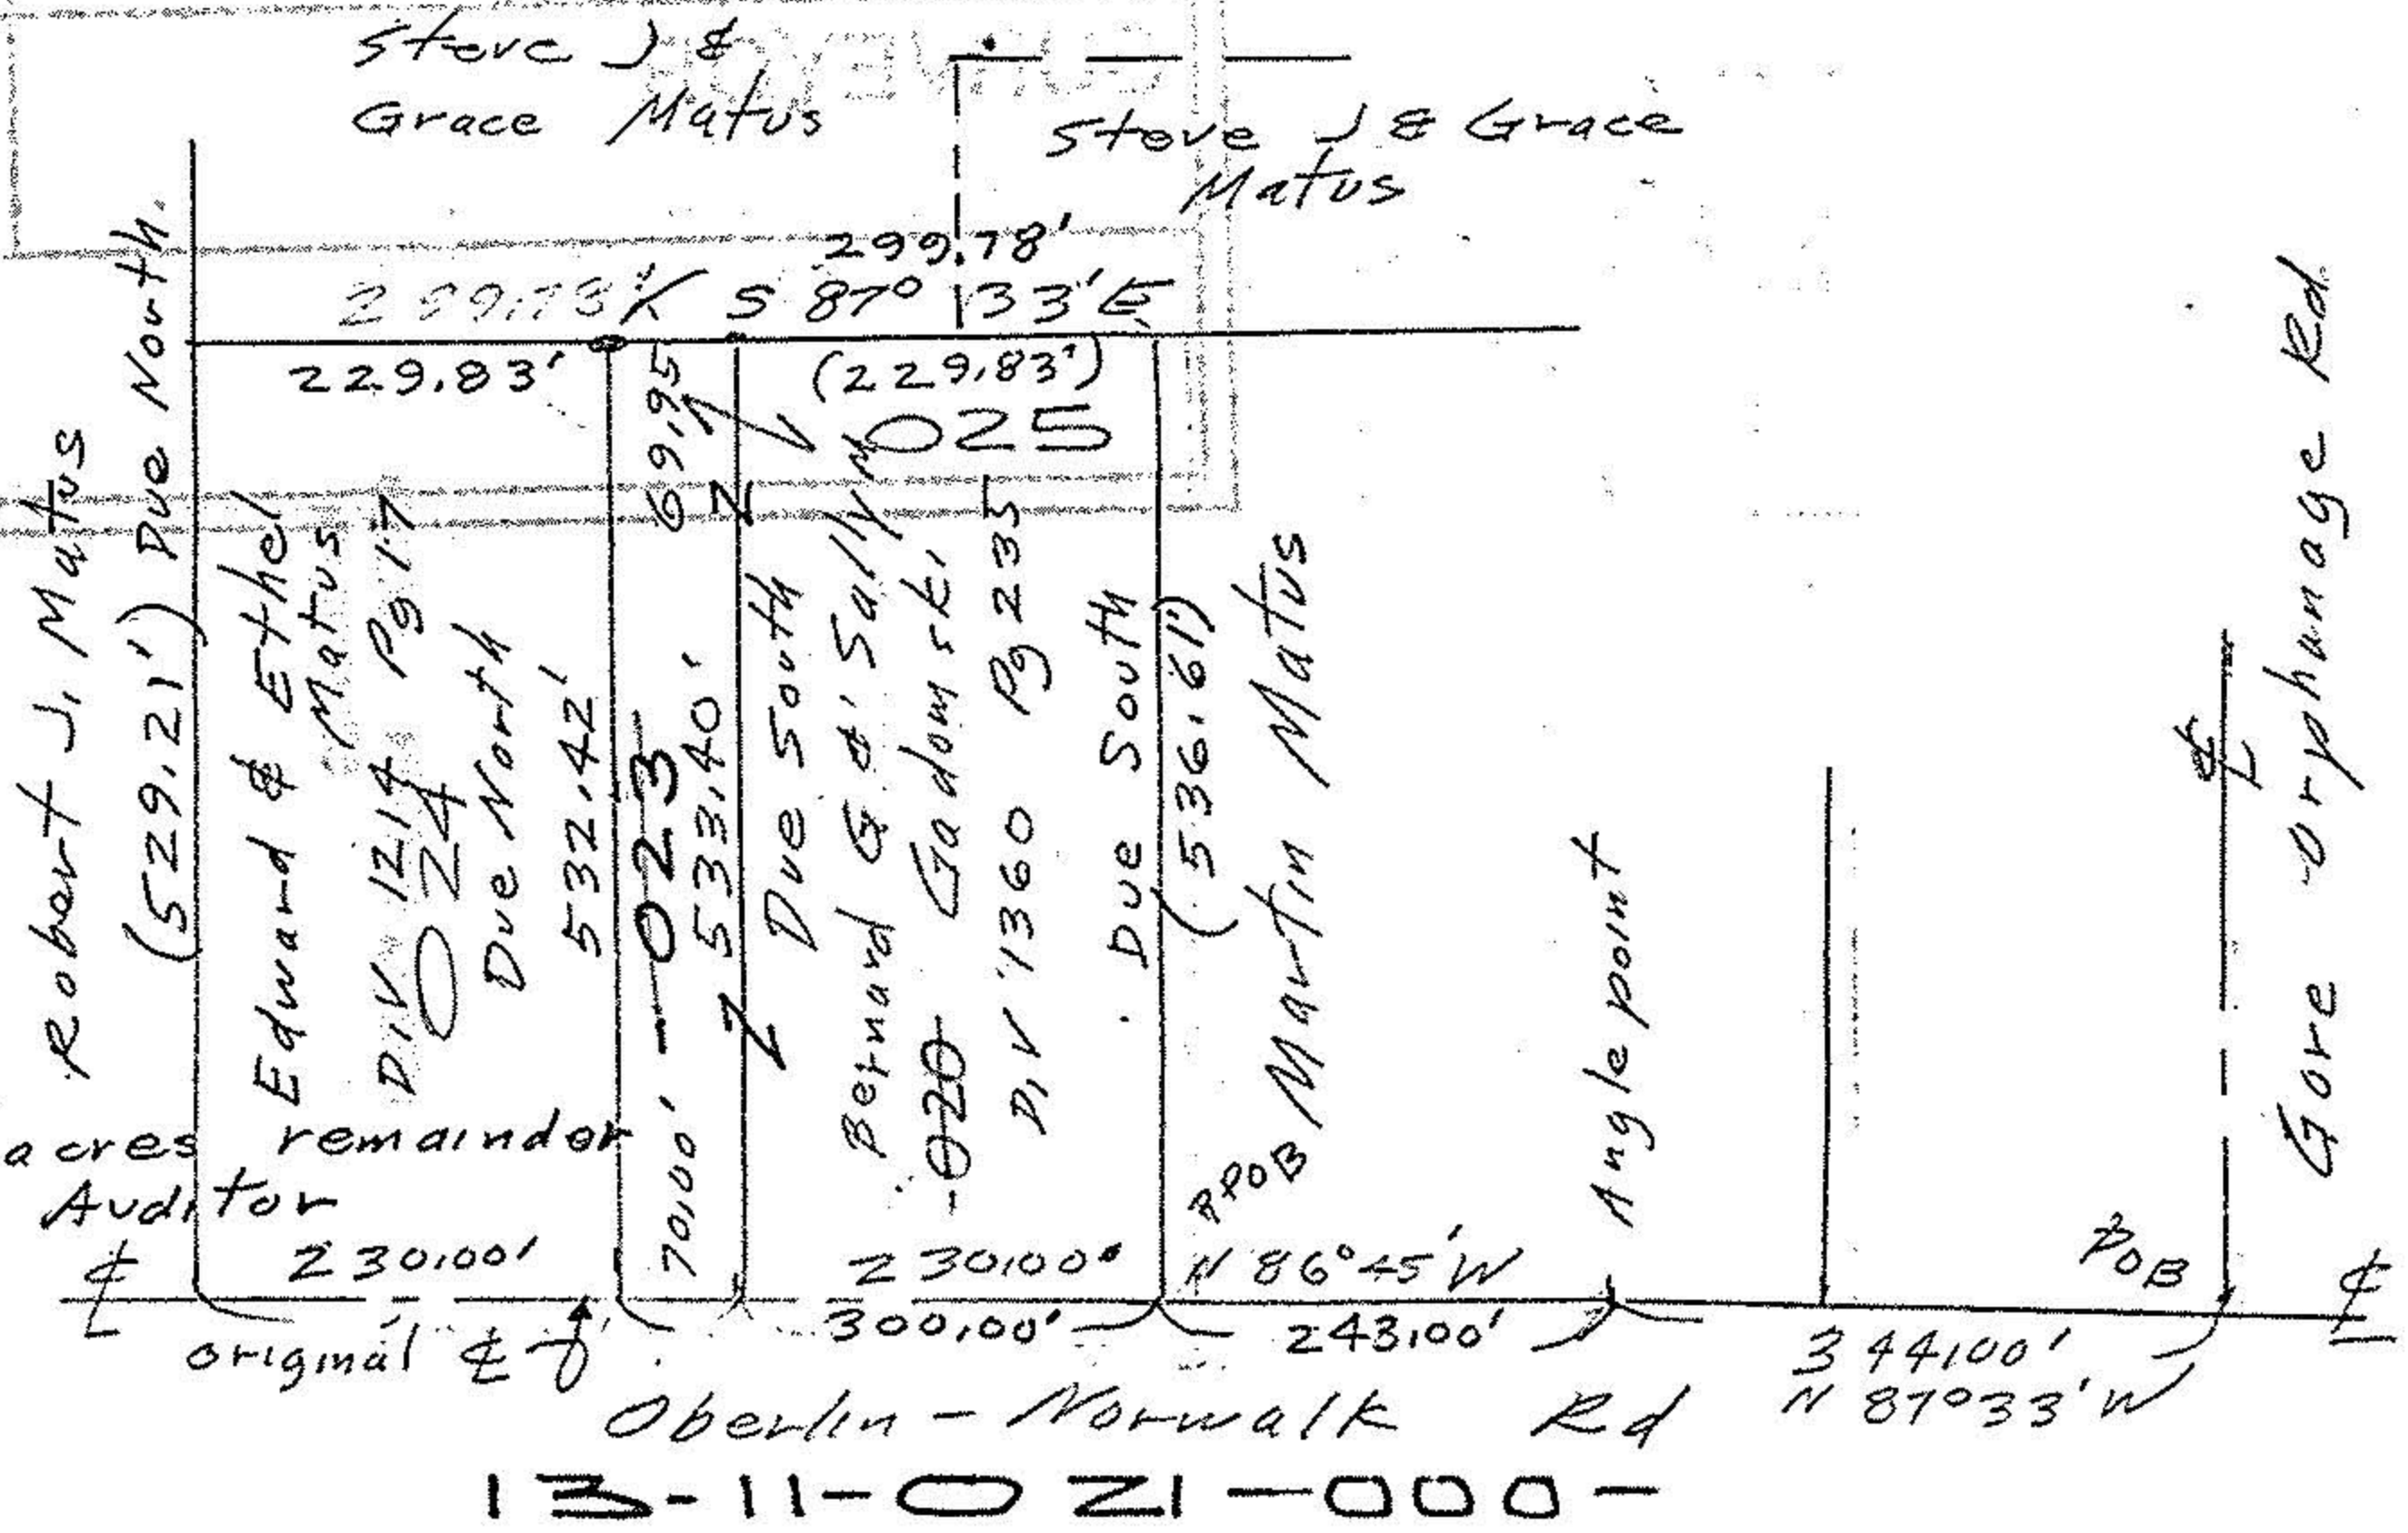 Steve J &
Grace Matus
Steve J & Grace
Matus
299.78'
S 87° 33' E
229.83'
69.95
(229.83')
025
Robert J. Matus
(529.21') Due North.
Edward & Ethel
Matus
D.V 1214 Pg 17
024
Due North
532.42'
023
533.40'
Z
Z
Due South
Bernard G. & Sally M
Gadomski
020
D.V 1360 Pg 235
Due South
(536.61')
Martin Matus
PPOB
Angle point
Gore Orphanage Rd.
℄
acres remainder
Auditor
℄
230.00'
70.00'
230.00'
N 86° 45' W
POB
℄
original ℄
300.00'
243.00'
344.00'
N 87° 33' W
Oberlin - Norwalk Rd
13-11-021-000-